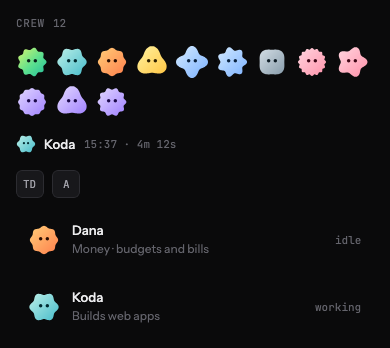 CREW 12
Koda 15:37 · 4m 12s
TD A
Dana
Money · budgets and bills
idle
Koda
Builds web apps
working